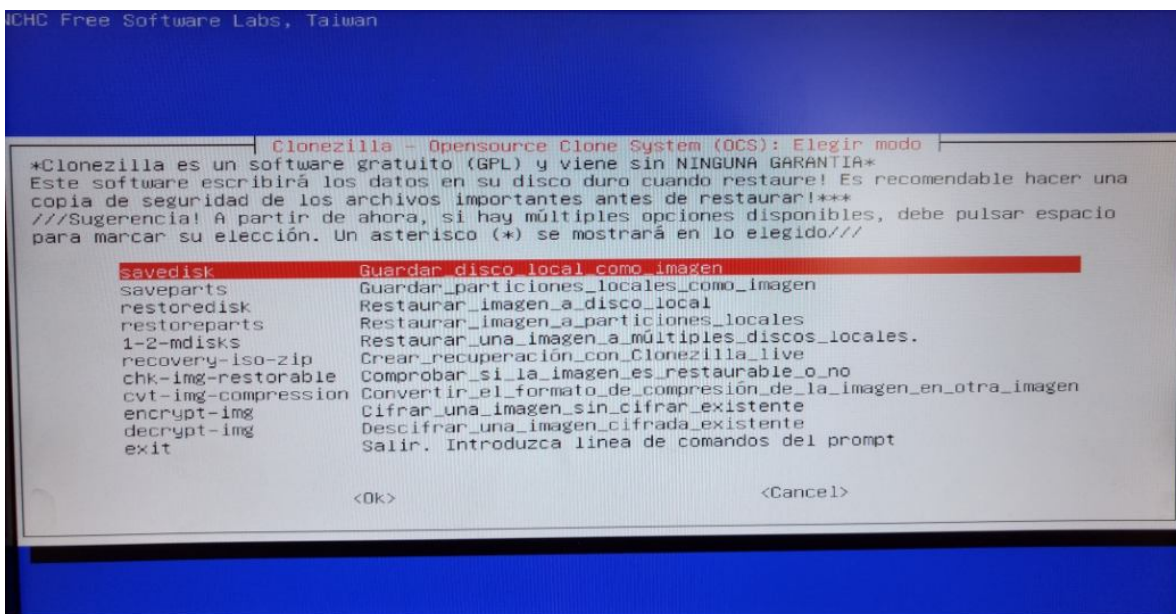 NCHC Free Software Labs, Taiwan
Clonezilla - Opensource Clone System (OCS): Elegir modo
*Clonezilla es un software gratuito (GPL) y viene sin NINGUNA GARANTIA*
Este software escribirá los datos en su disco duro cuando restaure! Es recomendable hacer una
copia de seguridad de los archivos importantes antes de restaurar!***
///Sugerencia! A partir de ahora, si hay múltiples opciones disponibles, debe pulsar espacio
para marcar su elección. Un asterisco (*) se mostrará en lo elegido///
savedisk Guardar_disco_local_como_imagen
saveparts Guardar_particiones_locales_como_imagen
restoredisk Restaurar_imagen_a_disco_local
restoreparts Restaurar_imagen_a_particiones_locales
1-2-mdisks Restaurar_una_imagen_a_múltiples_discos_locales.
recovery-iso-zip Crear_recuperación_con_Clonezilla_live
chk-img-restorable Comprobar_si_la_imagen_es_restaurable_o_no
cvt-img-compression Convertir_el_formato_de_compresión_de_la_imagen_en_otra_imagen
encrypt-img Cifrar_una_imagen_sin_cifrar_existente
decrypt-img Descifrar_una_imagen_cifrada_existente
exit Salir. Introduzca línea de comandos del prompt
<Ok> <Cancel>